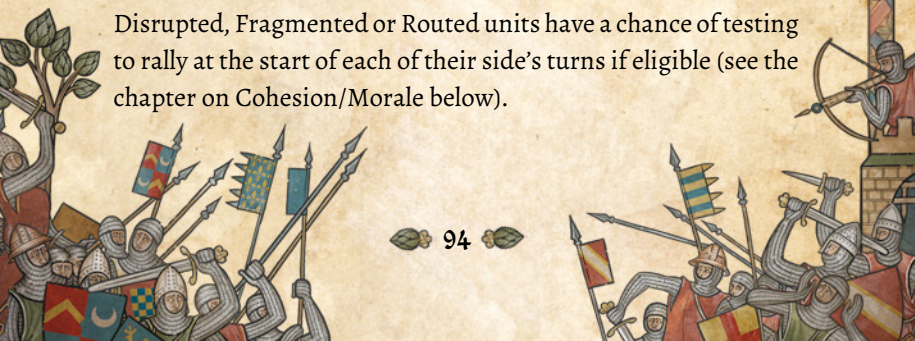 Disrupted, Fragmented or Routed units have a chance of testing
to rally at the start of each of their side’s turns if eligible (see the
chapter on Cohesion/Morale below).
94